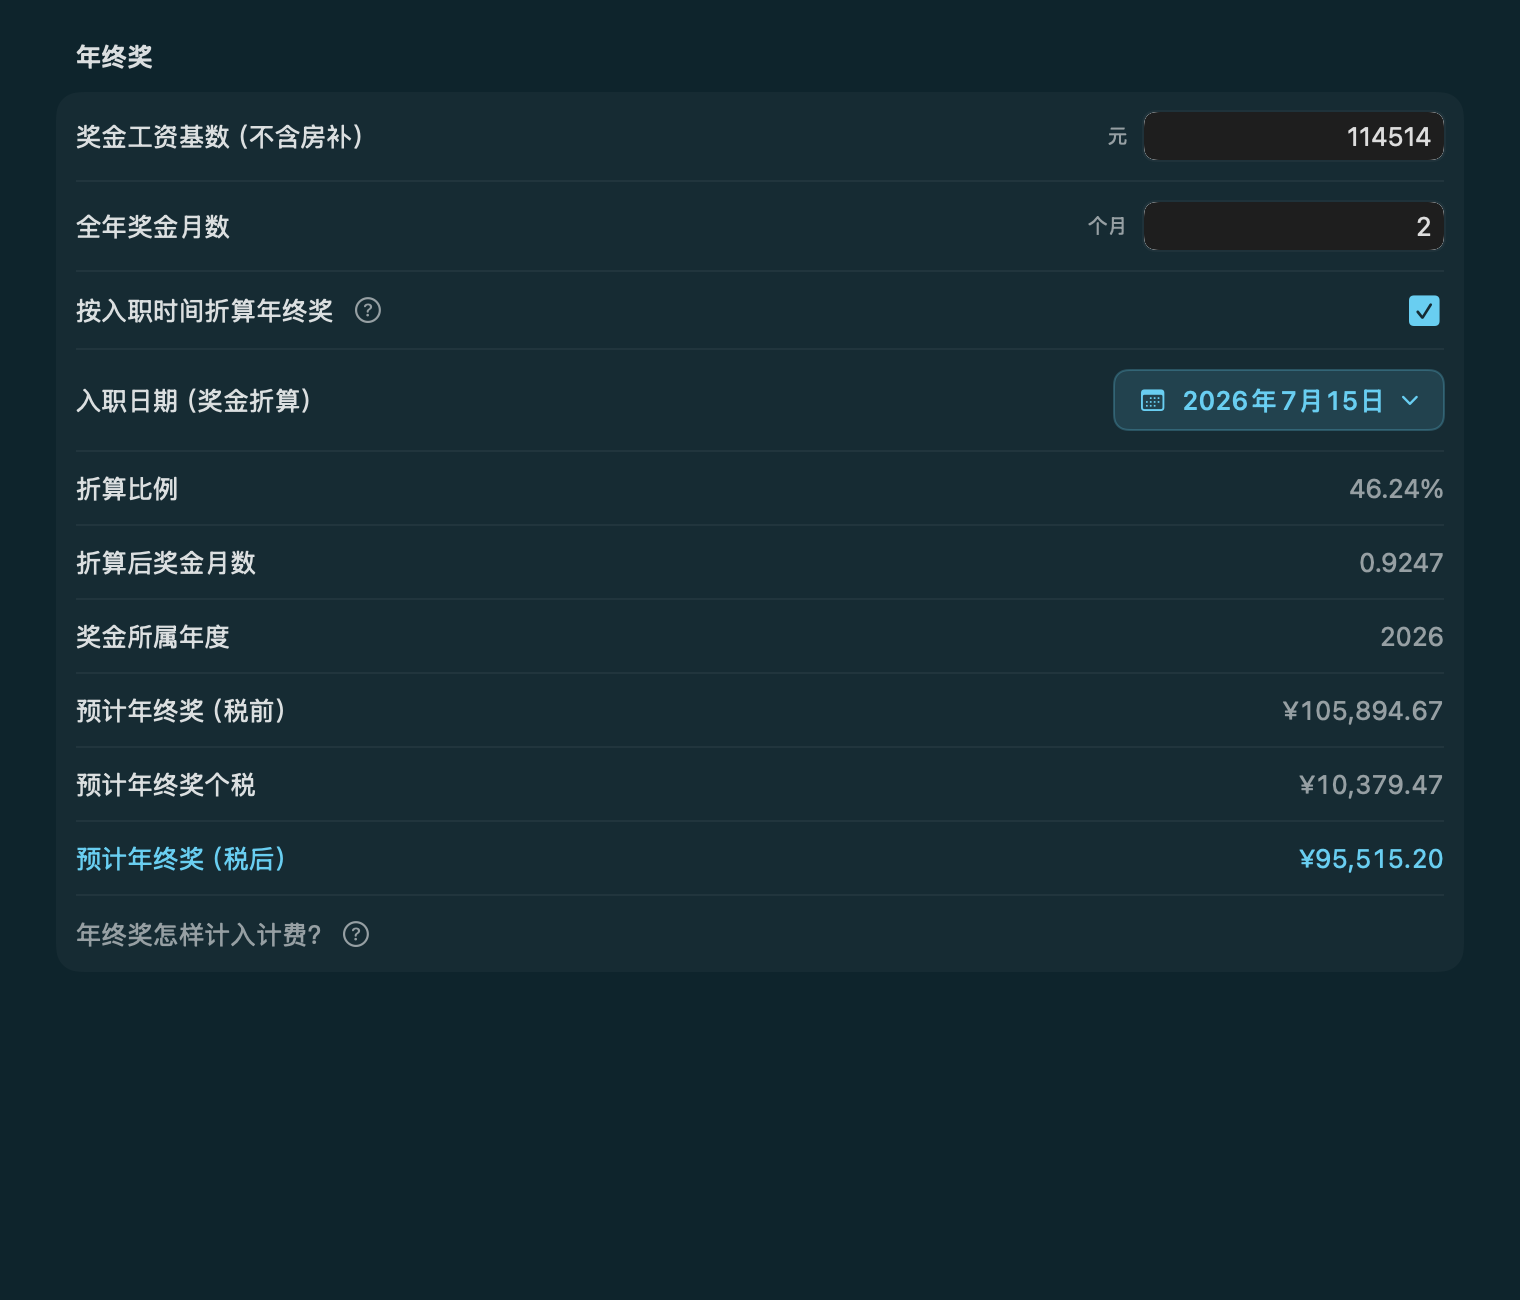 年终奖
奖金工资基数 (不含房补) 元 114514
全年奖金月数 个月 2
按入职时间折算年终奖 ?
入职日期 (奖金折算) 2026年7月15日
折算比例 46.24%
折算后奖金月数 0.9247
奖金所属年度 2026
预计年终奖 (税前) ¥105,894.67
预计年终奖个税 ¥10,379.47
预计年终奖 (税后) ¥95,515.20
年终奖怎样计入计费? ?